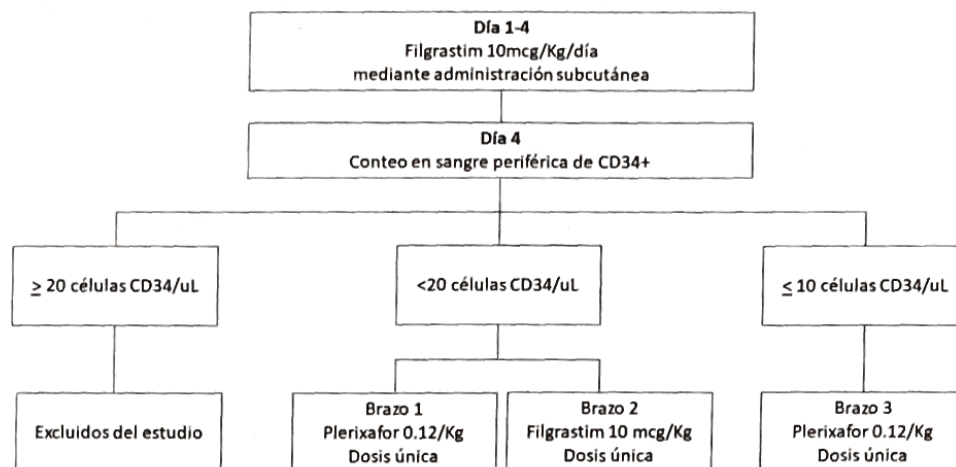 Día 1-4
Filgrastim 10mcg/Kg/día
mediante administración subcutánea
Día 4
Conteo en sangre periférica de CD34+
≥ 20 células CD34/uL
<20 células CD34/uL
≤ 10 células CD34/uL
Excluidos del estudio
Brazo 1
Plerixafor 0.12/Kg
Dosis única
Brazo 2
Filgrastim 10 mcg/Kg
Dosis única
Brazo 3
Plerixafor 0.12/Kg
Dosis única